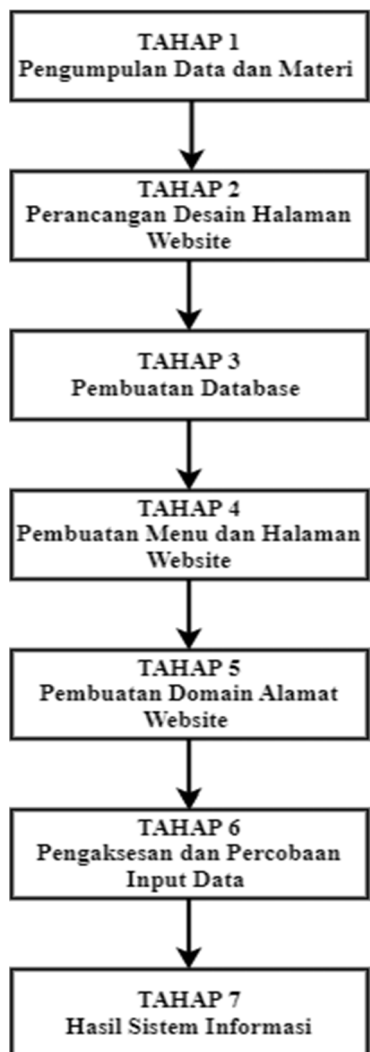 TAHAP 1
Pengumpulan Data dan Materi
TAHAP 2
Perancangan Desain Halaman
Website
TAHAP 3
Pembuatan Database
TAHAP 4
Pembuatan Menu dan Halaman
Website
TAHAP 5
Pembuatan Domain Alamat
Website
TAHAP 6
Pengaksesan dan Percobaan
Input Data
TAHAP 7
Hasil Sistem Informasi